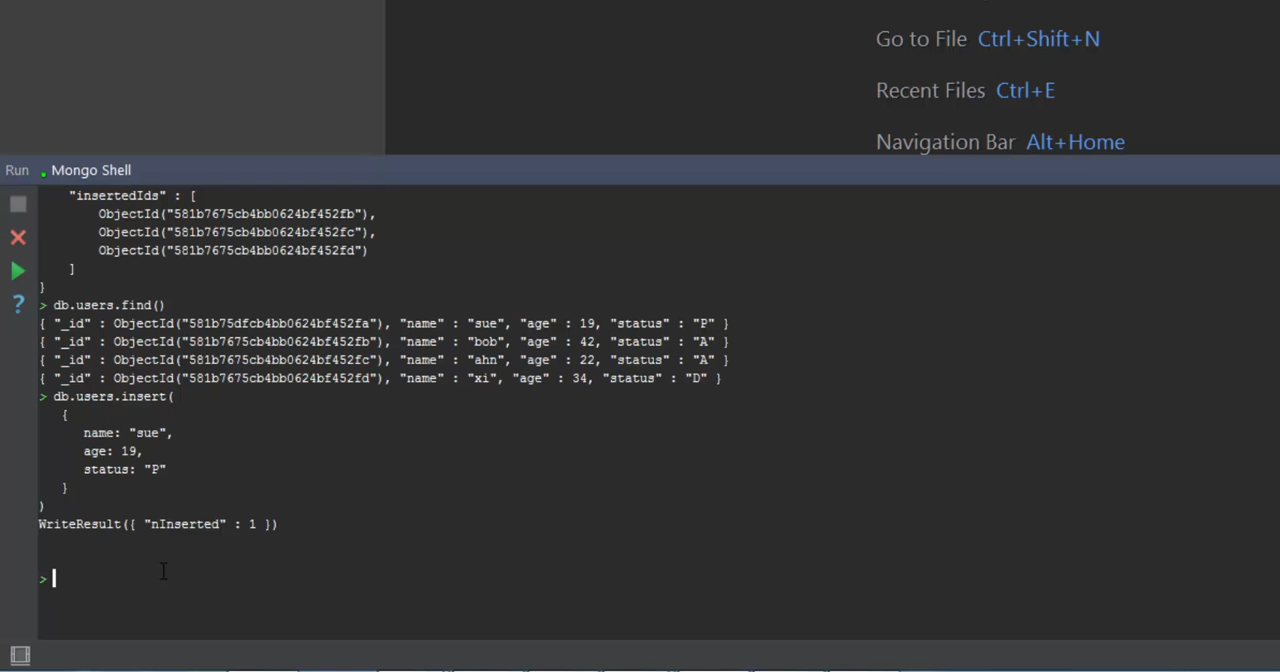 Go to File Ctrl+Shift+N
Recent Files Ctrl+E
Navigation Bar Alt+Home
Run Mongo Shell
"insertedIds" : [
ObjectId("581b7675cb4bb0624bf452fb"),
ObjectId("581b7675cb4bb0624bf452fc"),
ObjectId("581b7675cb4bb0624bf452fd")
]
}
> db.users.find()
{ "_id" : ObjectId("581b75dfcb4bb0624bf452fa"), "name" : "sue", "age" : 19, "status" : "P" }
{ "_id" : ObjectId("581b7675cb4bb0624bf452fb"), "name" : "bob", "age" : 42, "status" : "A" }
{ "_id" : ObjectId("581b7675cb4bb0624bf452fc"), "name" : "ahn", "age" : 22, "status" : "A" }
{ "_id" : ObjectId("581b7675cb4bb0624bf452fd"), "name" : "xi", "age" : 34, "status" : "D" }
> db.users.insert(
{
name: "sue",
age: 19,
status: "P"
}
)
WriteResult({ "nInserted" : 1 })
>